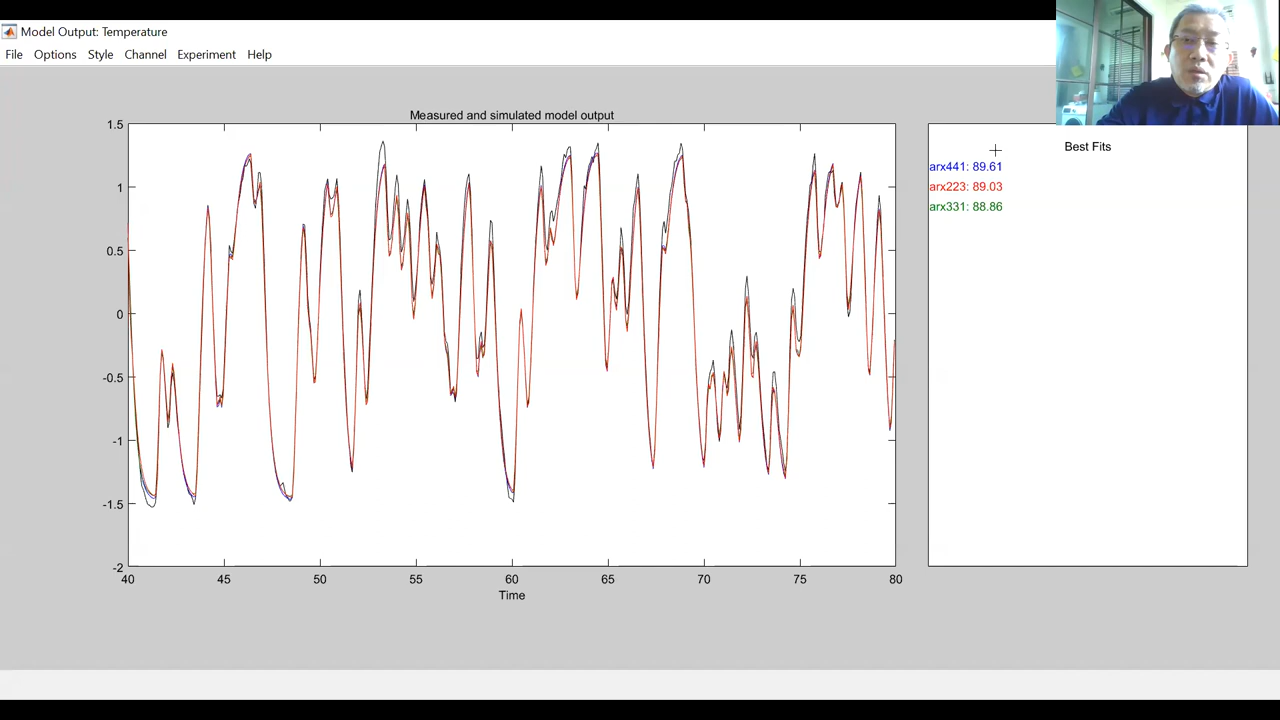 Model Output: Temperature
File Options Style Channel Experiment Help
Measured and simulated model output
Best Fits
arx441: 89.61
arx223: 89.03
arx331: 88.86
1.5
1
0.5
0
-0.5
-1
-1.5
-2
40 45 50 55 60 65 70 75 80
Time